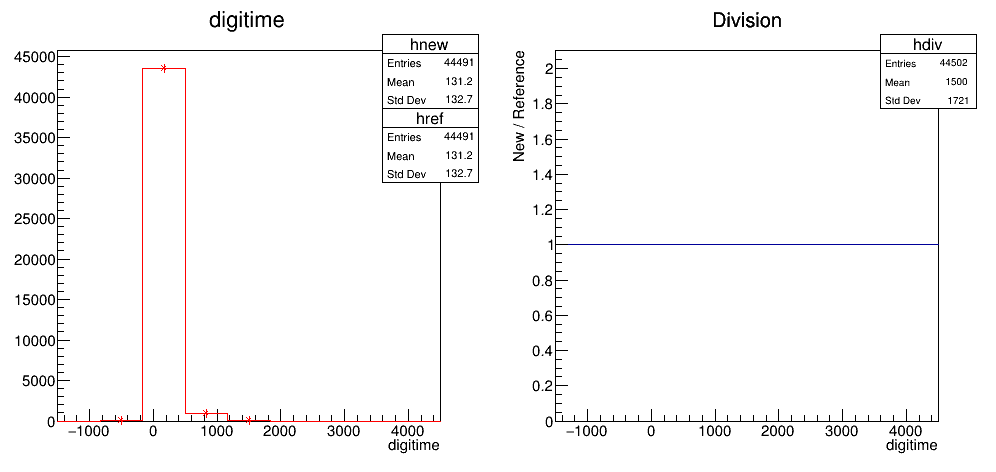 digitime
hnew
Entries 44491
Mean 131.2
Std Dev 132.7
href
Entries 44491
Mean 131.2
Std Dev 132.7
45000
40000
35000
30000
25000
20000
15000
10000
5000
0
−1000 0 1000 2000 3000 4000
digitime
Division
hdiv
Entries 44502
Mean 1500
Std Dev 1721
New / Reference
2
1.8
1.6
1.4
1.2
1
0.8
0.6
0.4
0.2
0
−1000 0 1000 2000 3000 4000
digitime